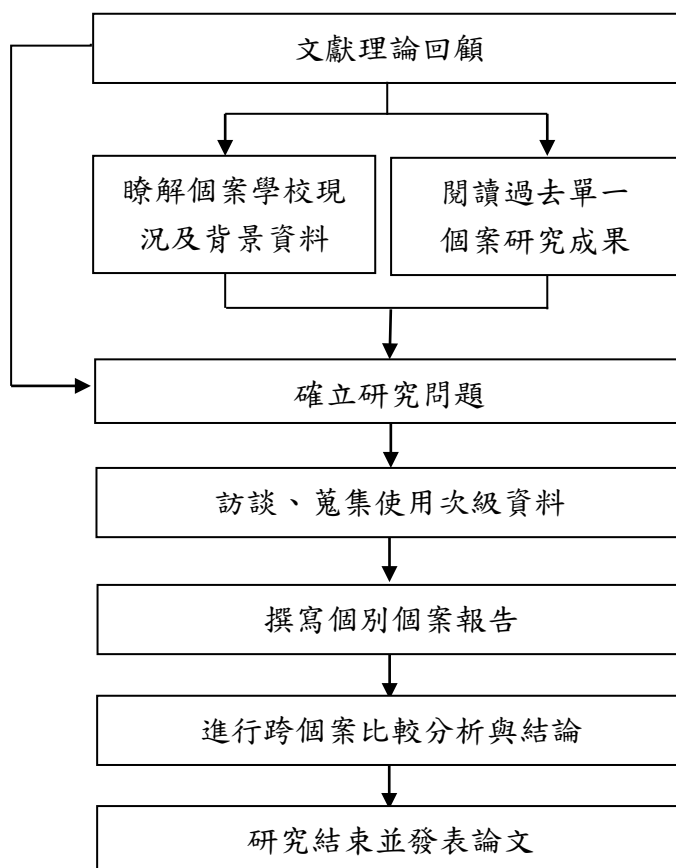 文獻理論回顧
瞭解個案學校現
況及背景資料
閱讀過去單一
個案研究成果
確立研究問題
訪談、蒐集使用次級資料
撰寫個別個案報告
進行跨個案比較分析與結論
研究結束並發表論文